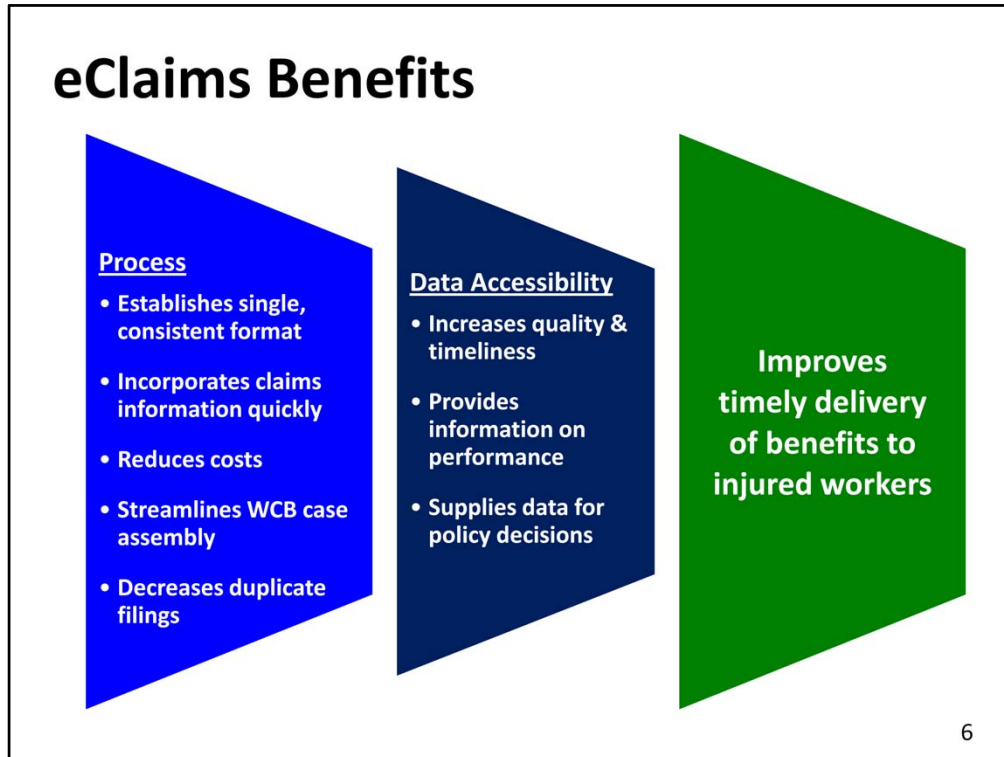 eClaims Benefits
Process
• Establishes single,
consistent format
• Incorporates claims
information quickly
• Reduces costs
• Streamlines WCB case
assembly
• Decreases duplicate
filings
Data Accessibility
• Increases quality &
timeliness
• Provides
information on
performance
• Supplies data for
policy decisions
Improves
timely delivery
of benefits to
injured workers
6